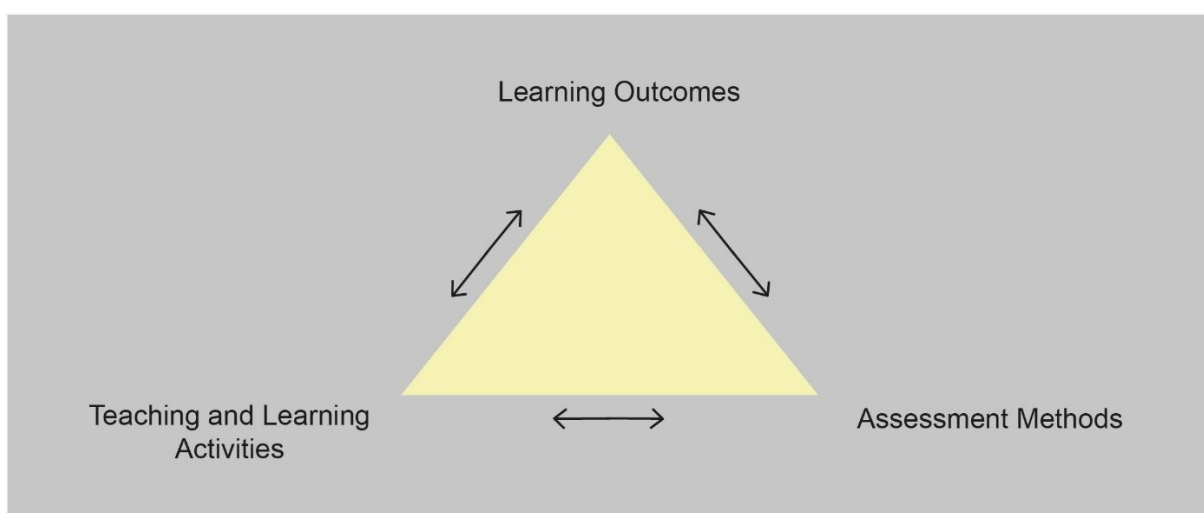 Learning Outcomes
Teaching and Learning
Activities
Assessment Methods